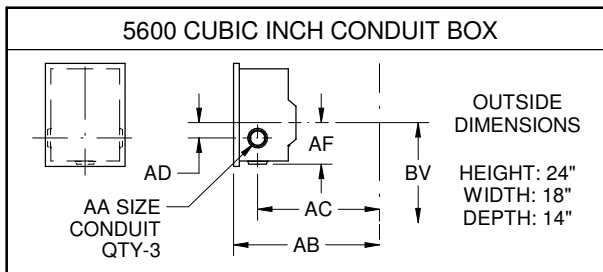 5600 CUBIC INCH CONDUIT BOX
OUTSIDE
DIMENSIONS
HEIGHT: 24"
WIDTH: 18"
DEPTH: 14"
AD
AF
BV
AA SIZE
CONDUIT
QTY-3
AC
AB